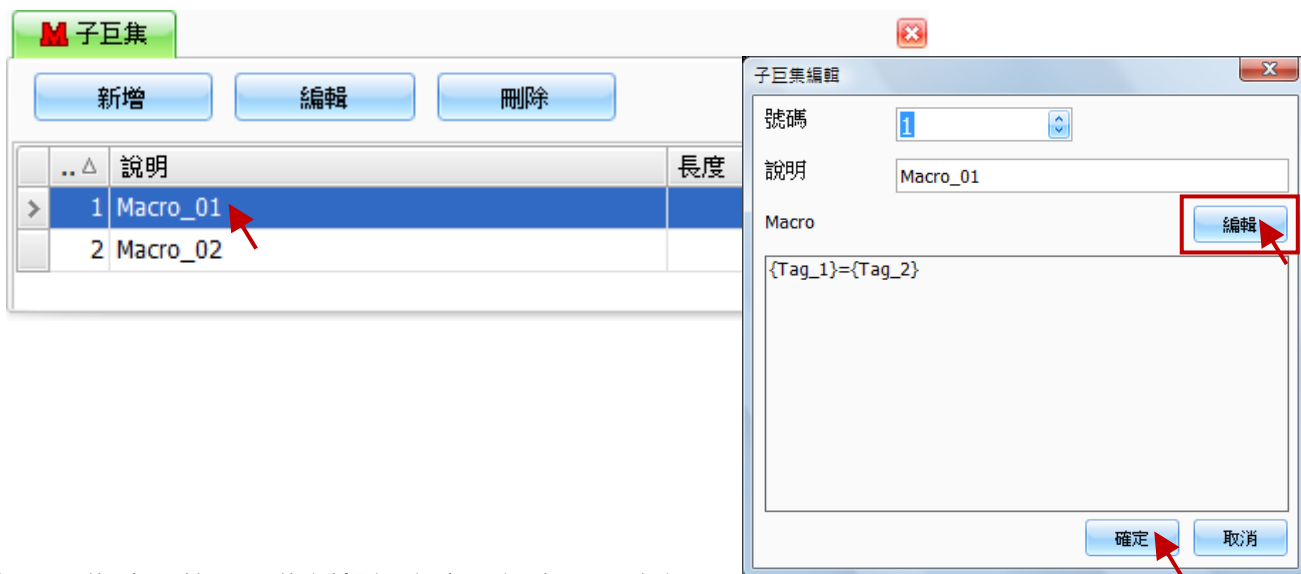 子巨集
新增 編輯 刪除
.. 說明 長度
1 Macro_01
2 Macro_02
子巨集編輯
號碼 1
說明 Macro_01
Macro 編輯
{Tag_1}={Tag_2}
確定 取消